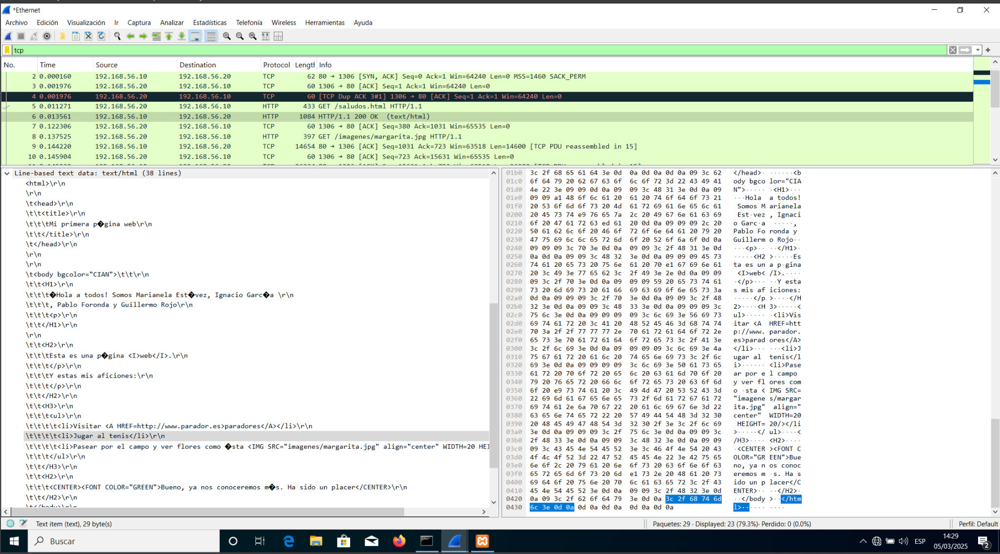 *Ethernet
Archivo Edición Visualización Ir Captura Analizar Estadísticas Telefonía Wireless Herramientas Ayuda
tcp
No. Time Source Destination Protocol Lengtl Info
2 0.000160 192.168.56.10 192.168.56.20 TCP 62 80 → 1306 [SYN, ACK] Seq=0 Ack=1 Win=64240 Len=0 MSS=1460 SACK_PERM
3 0.001976 192.168.56.20 192.168.56.10 TCP 60 1306 → 80 [ACK] Seq=1 Ack=1 Win=64240 Len=0
4 0.001976 192.168.56.20 192.168.56.10 TCP 60 [TCP Dup ACK 3#1] 1306 → 80 [ACK] Seq=1 Ack=1 Win=64240 Len=0
5 0.011271 192.168.56.20 192.168.56.10 HTTP 433 GET /saludos.html HTTP/1.1
6 0.013561 192.168.56.10 192.168.56.20 HTTP 1084 HTTP/1.1 200 OK (text/html)
7 0.122306 192.168.56.20 192.168.56.10 TCP 60 1306 → 80 [ACK] Seq=380 Ack=1031 Win=65535 Len=0
8 0.137525 192.168.56.20 192.168.56.10 HTTP 397 GET /imagenes/margarita.jpg HTTP/1.1
9 0.144220 192.168.56.10 192.168.56.20 TCP 14654 80 → 1306 [ACK] Seq=1031 Ack=723 Win=63518 Len=14600 [TCP PDU reassembled in 15]
10 0.145904 192.168.56.20 192.168.56.10 TCP 60 1306 → 80 [ACK] Seq=723 Ack=15631 Win=65535 Len=0
Line-based text data: text/html (38 lines)
<html>\r\n
\r\n
\t<head>\r\n
\t\t<title>\r\n
\t\t\tMi primera p�gina web\r\n
\t\t</title>\r\n
\t</head>\r\n
\r\n
\r\n
\t<body bgcolor="CIAN">\t\t\r\n
\t\t<H1>\r\n
\t\t\t�Hola a todos! Somos Marianela Est�vez, Ignacio Garc�a \r\n
\t\t\t, Pablo Foronda y Guillermo Rojo\r\n
\t\t\t<p>\r\n
\t\t</H1>\r\n
\r\n
\t\t<H2>\r\n
\t\t\tEsta es una p�gina <I>web</I>.\r\n
\t\t\t</p>\r\n
\t\t\tY estas mis aficiones:\r\n
\t\t\t</p>\r\n
\t\t</H2>\r\n
\t\t<H3>\r\n
\t\t\t<ul>\r\n
\t\t\t\t<li>Visitar <A HREF=http://www.parador.es>paradores</A></li>\r\n
\t\t\t\t<li>Jugar al tenis</li>\r\n
\t\t\t\t<li>Pasear por el campo y ver flores como �sta <IMG SRC="imagenes/margarita.jpg" align="center" WIDTH=20 HEI
\t\t\t</ul>\r\n
\t\t</H3>\r\n
\t\t<H2>\r\n
\t\t\t<CENTER><FONT COLOR="GREEN">Bueno, ya nos conoceremos m�s. Ha sido un placer</CENTER>\r\n
\t\t</H2>\r\n
01b0 3c 2f 68 65 61 64 3e 0d 0a 0d 0a 0d 0a 09 3c 62 </head>· ······<b
01c0 6f 64 79 20 62 67 63 6f 6c 6f 72 3d 22 43 49 41 ody bgco lor="CIA
01d0 4e 22 3e 09 09 0d 0a 09 09 3c 48 31 3e 0d 0a 09 N">····· ·<H1>···
01e0 09 09 a1 48 6f 6c 61 20 61 20 74 6f 64 6f 73 21 ···Hola a todos!
01f0 20 53 6f 6d 6f 73 20 4d 61 72 69 61 6e 65 6c 61 Somos M arianela
0200 20 45 73 74 e9 76 65 7a 2c 20 49 67 6e 61 63 69 Est·vez , Ignaci
0210 6f 20 47 61 72 63 ed 61 20 0d 0a 09 09 09 2c 20 o Garc·a ·····,
0220 50 61 62 6c 6f 20 46 6f 72 6f 6e 64 61 20 79 20 Pablo Fo ronda y
0230 47 75 69 6c 6c 65 72 6d 6f 20 52 6f 6a 6f 0d 0a Guillerm o Rojo··
0240 09 09 09 3c 70 3e 0d 0a 09 09 3c 2f 48 31 3e 0d ···<p>·· ··</H1>·
0250 0a 0d 0a 09 09 3c 48 32 3e 0d 0a 09 09 09 45 73 ·····<H2 >·····Es
0260 74 61 20 65 73 20 75 6e 61 20 70 e1 67 69 6e 61 ta es un a p·gina
0270 20 3c 49 3e 77 65 62 3c 2f 49 3e 2e 0d 0a 09 09 <I>web< /I>.····
0280 09 3c 2f 70 3e 0d 0a 09 09 09 59 20 65 73 74 61 ·</p>··· ··Y esta
0290 73 20 6d 69 73 20 61 66 69 63 69 6f 6e 65 73 3a s mis af iciones:
02a0 0d 0a 09 09 09 3c 2f 70 3e 0d 0a 09 09 3c 2f 48 ·····</p >····</H
02b0 32 3e 0d 0a 09 09 3c 48 33 3e 0d 0a 09 09 09 3c 2>····<H 3>·····<
02c0 75 6c 3e 0d 0a 09 09 09 09 3c 6c 69 3e 56 69 73 ul>····· ·<li>Vis
02d0 69 74 61 72 20 3c 41 20 48 52 45 46 3d 68 74 74 itar <A HREF=htt
02e0 70 3a 2f 2f 77 77 77 2e 70 61 72 61 64 6f 72 2e p://www. parador.
02f0 65 73 3e 70 61 72 61 64 6f 72 65 73 3c 2f 41 3e es>parad ores</A>
0300 3c 2f 6c 69 3e 0d 0a 09 09 09 09 3c 6c 69 3e 4a </li>··· ···<li>J
0310 75 67 61 72 20 61 6c 20 74 65 6e 69 73 3c 2f 6c ugar al tenis</l
0320 69 3e 0d 0a 09 09 09 09 3c 6c 69 3e 50 61 73 65 i>······ <li>Pase
0330 61 72 20 70 6f 72 20 65 6c 20 63 61 6d 70 6f 20 ar por e l campo
0340 79 20 76 65 72 20 66 6c 6f 72 65 73 20 63 6f 6d y ver fl ores com
0350 6f 20 e9 73 74 61 20 3c 49 4d 47 20 53 52 43 3d o ·sta < IMG SRC=
0360 22 69 6d 61 67 65 6e 65 73 2f 6d 61 72 67 61 72 "imagene s/margar
0370 69 74 61 2e 6a 70 67 22 20 61 6c 69 67 6e 3d 22 ita.jpg" align="
0380 63 65 6e 74 65 72 22 20 57 49 44 54 48 3d 32 30 center" WIDTH=20
0390 20 48 45 49 47 48 54 3d 32 30 2f 3e 3c 2f 6c 69 HEIGHT= 20/></li
03a0 3e 0d 0a 09 09 09 3c 2f 75 6c 3e 0d 0a 09 09 3c >·····</ ul>····<
03b0 2f 48 33 3e 0d 0a 09 09 3c 48 32 3e 0d 0a 09 09 /H3>···· <H2>····
03c0 09 3c 43 45 4e 54 45 52 3e 3c 46 4f 4e 54 20 43 ·<CENTER ><FONT C
03d0 4f 4c 4f 52 3d 22 47 52 45 45 4e 22 3e 42 75 65 OLOR="GR EEN">Bue
03e0 6e 6f 2c 20 79 61 20 6e 6f 73 20 63 6f 6e 6f 63 no, ya n os conoc
03f0 65 72 65 6d 6f 73 20 6d e1 73 2e 20 48 61 20 73 eremos m ·s. Ha s
0400 69 64 6f 20 75 6e 20 70 6c 61 63 65 72 3c 2f 43 ido un p lacer</C
0410 45 4e 54 45 52 3e 0d 0a 09 09 3c 2f 48 32 3e 0d ENTER>·· ··</H2>·
0420 0a 09 3c 2f 62 6f 64 79 3e 0d 0a 3c 2f 68 74 6d ··</body >··</htm
0430 6c 3e 0d 0a 0d 0a 0d 0a 0d 0a 0d 0a l>······ ····
Text item (text), 29 byte(s)
Paquetes: 29 · Displayed: 23 (79.3%)· Perdido: 0 (0.0%)
Perfil: Default
Buscar
ESP
14:29
05/03/2025
2